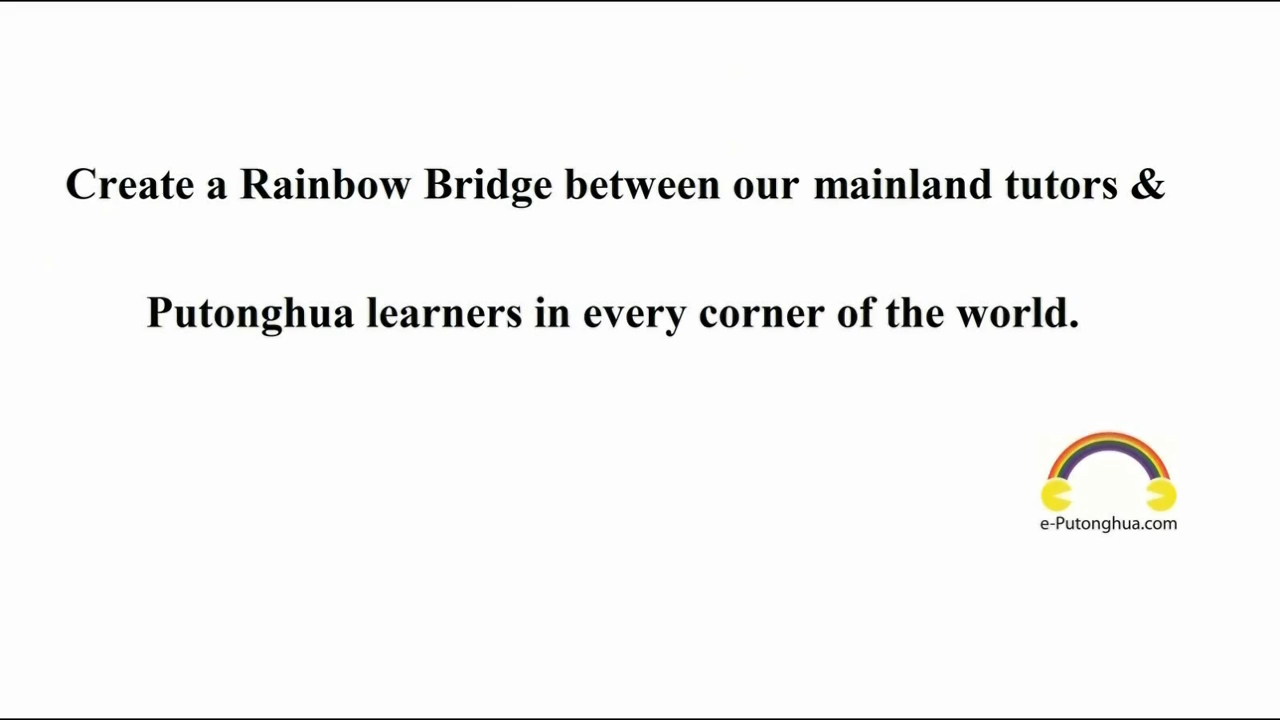 Create a Rainbow Bridge between our mainland tutors &
Putonghua learners in every corner of the world.
e-Putonghua.com